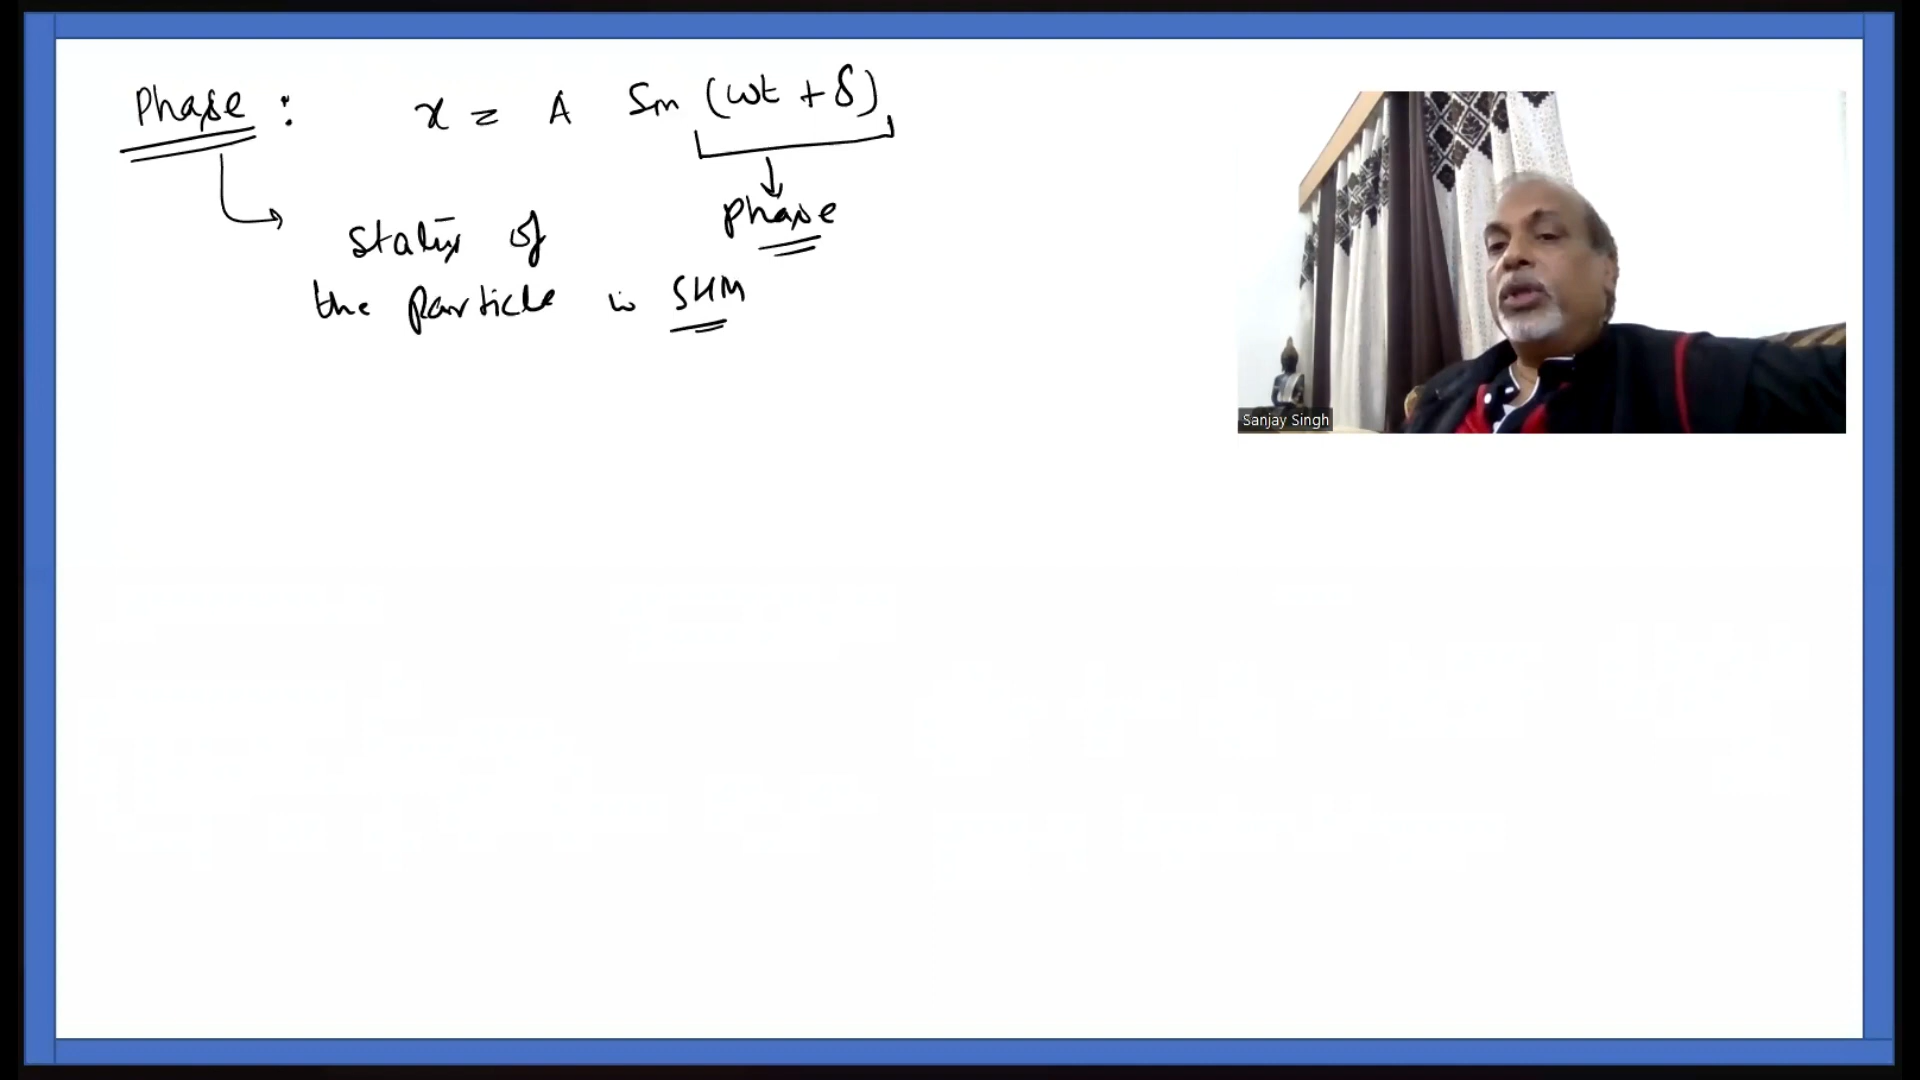 Phase : x = A Sin (ωt + δ)
phase
status of
the particle in SHM
Sanjay Singh